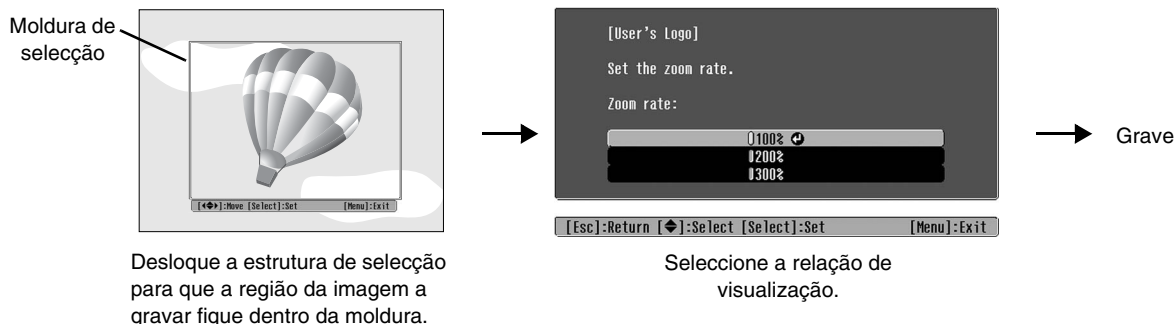 Moldura de
selecção
[◄◆►]:Move [Select]:Set [Menu]:Exit
Desloque a estrutura de selecção
para que a região da imagem a
gravar fique dentro da moldura.
[User's Logo]
Set the zoom rate.
Zoom rate:
100%
200%
300%
[Esc]:Return [◆]:Select [Select]:Set [Menu]:Exit
Seleccione a relação de
visualização.
Grave